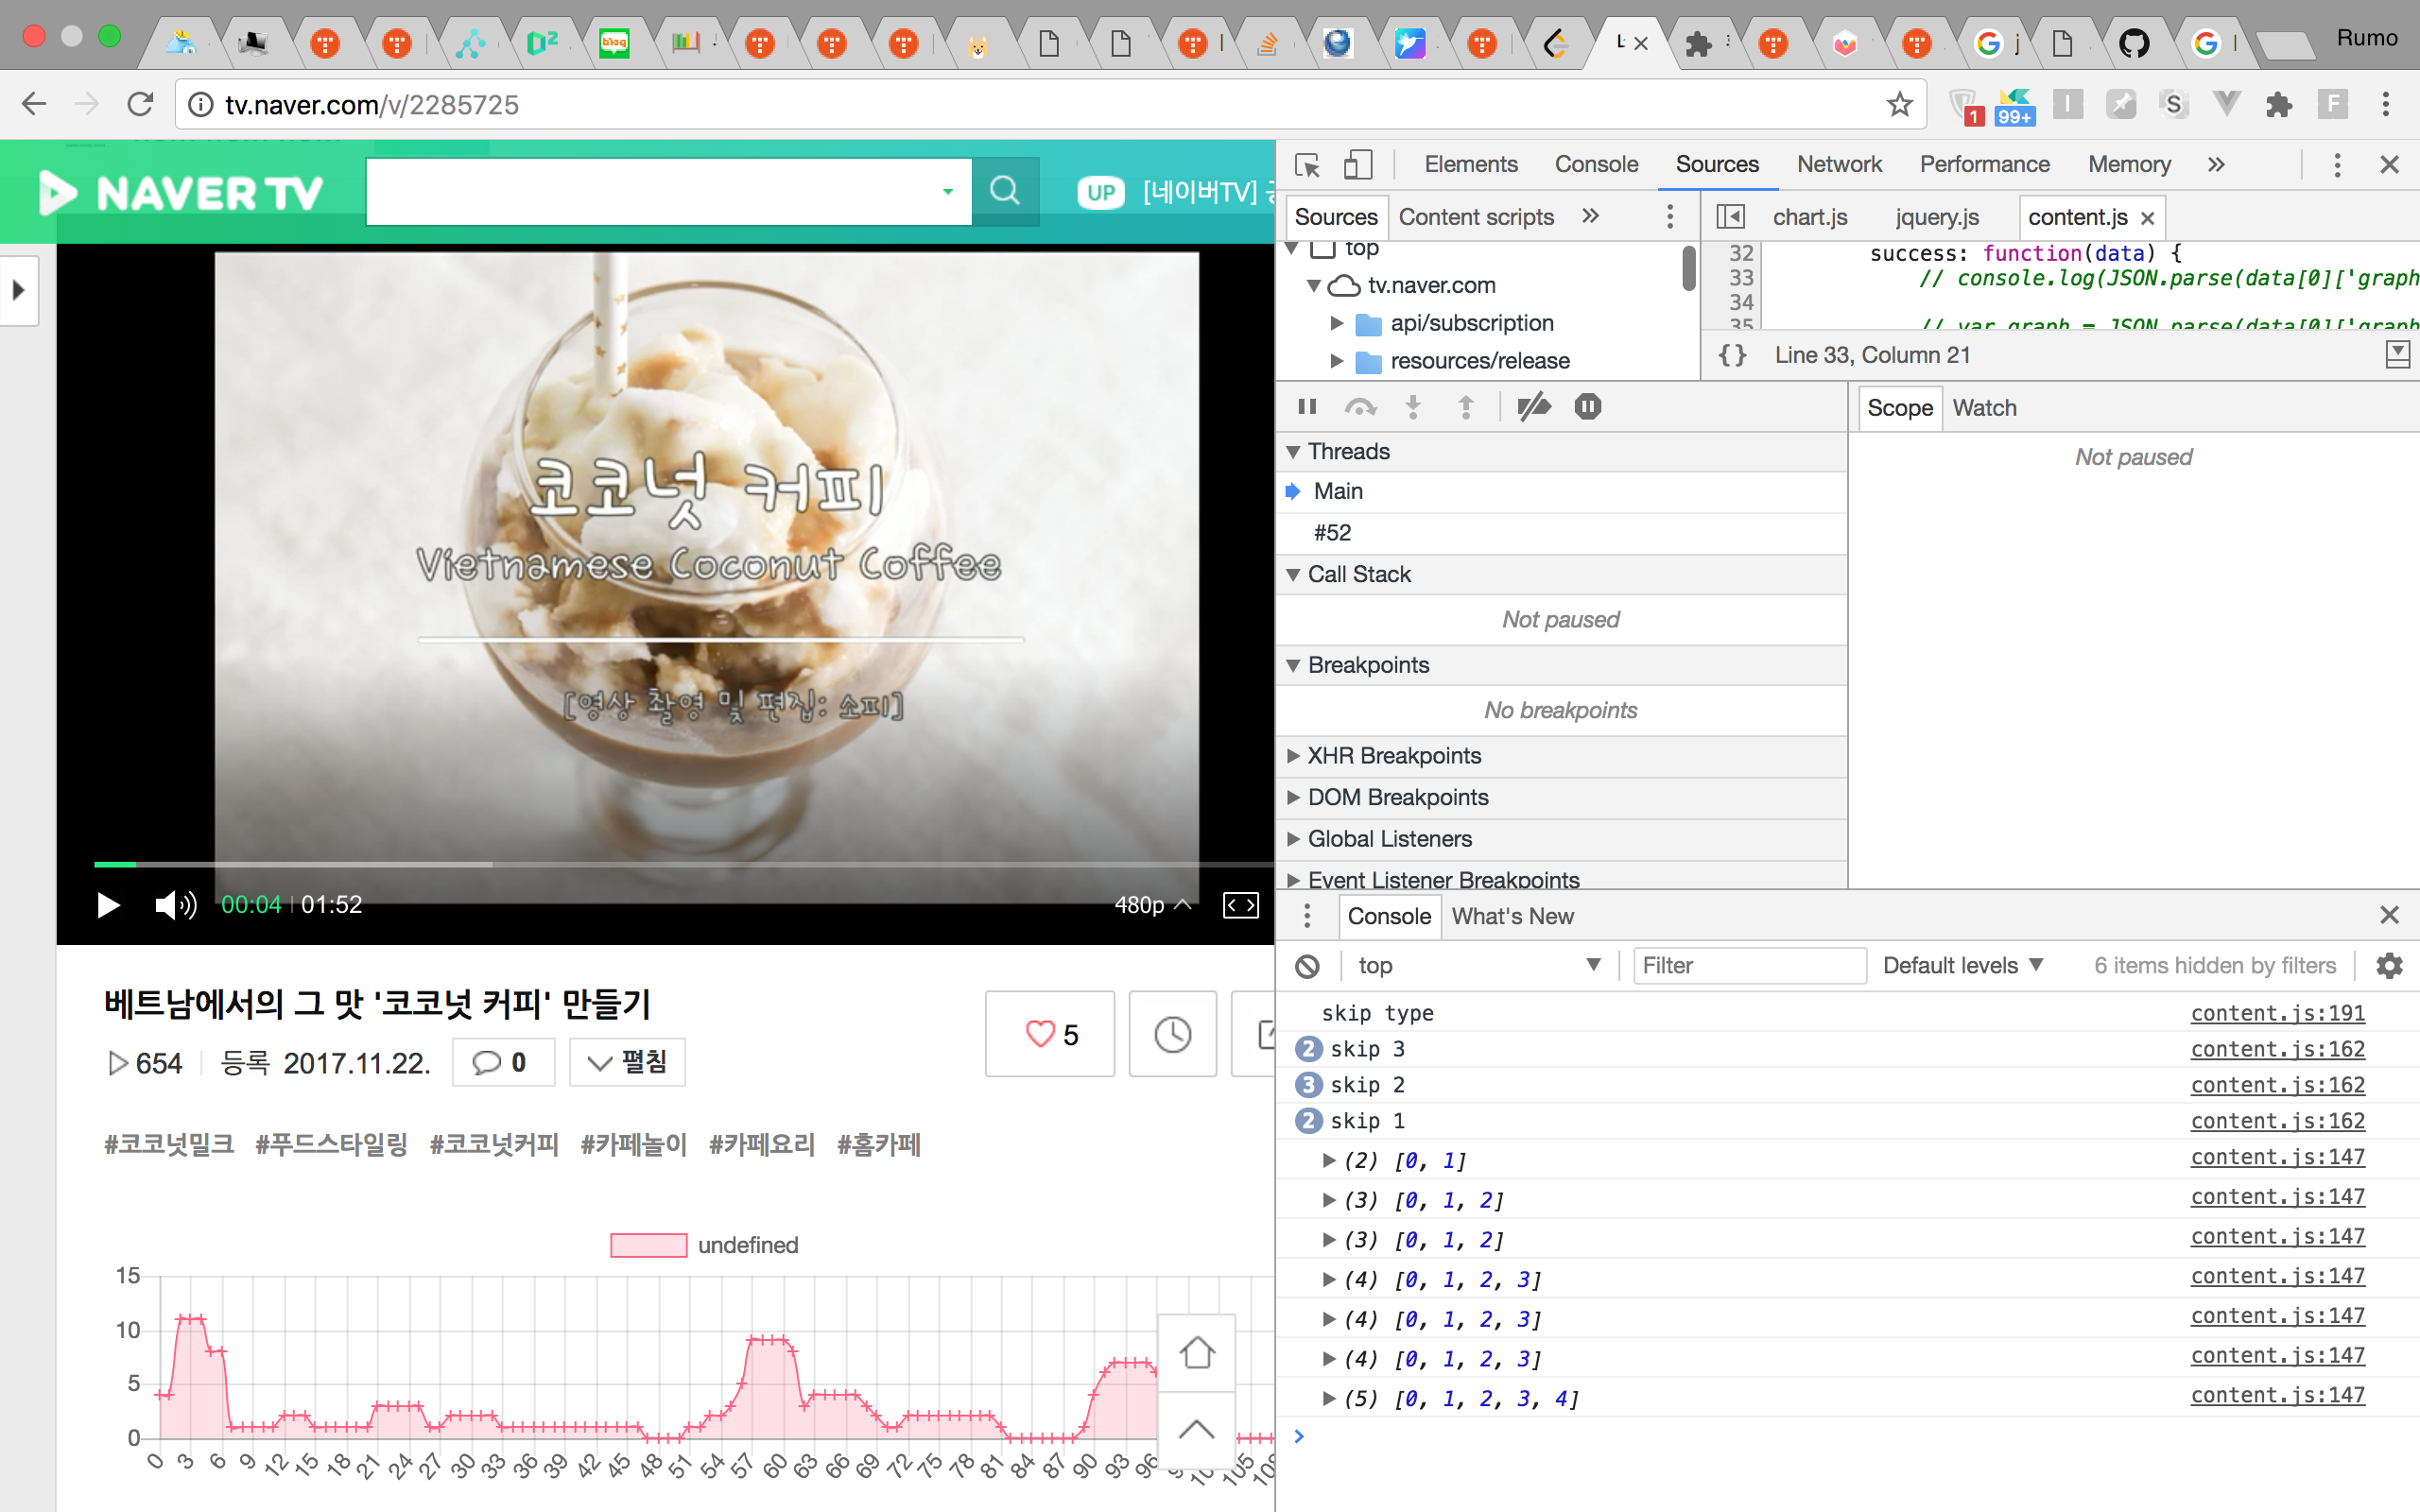 Rumo
tv.naver.com/v/2285725
1
99+
NAVER TV
UP [네이버TV]
코코넛 커피
Vietnamese Coconut Coffee
[영상 촬영 및 편집: 소피]
00:04 01:52
480p
베트남에서의 그 맛 '코코넛 커피' 만들기
5
654 등록 2017.11.22. 0 펼침
#코코넛밀크 #푸드스타일링 #코코넛커피 #카페놀이 #카페요리 #홈카페
undefined
15
10
5
0
0 3 6 9 12 15 18 21 24 27 30 33 36 39 42 45 48 51 54 57 60 63 66 69 72 75 78 81 84 87 90 93 96 105
Elements Console Sources Network Performance Memory
Sources Content scripts
top
tv.naver.com
api/subscription
resources/release
chart.js jquery.js content.js
32 success: function(data) {
33 // console.log(JSON.parse(data[0]['graph
34
35 // var graph = JSON.parse(data[0]['graph
{} Line 33, Column 21
Threads
Main
#52
Call Stack
Not paused
Breakpoints
No breakpoints
XHR Breakpoints
DOM Breakpoints
Global Listeners
Event Listener Breakpoints
Scope Watch
Not paused
Console What's New
top Filter Default levels 6 items hidden by filters
skip type content.js:191
2 skip 3 content.js:162
3 skip 2 content.js:162
2 skip 1 content.js:162
(2) [0, 1] content.js:147
(3) [0, 1, 2] content.js:147
(3) [0, 1, 2] content.js:147
(4) [0, 1, 2, 3] content.js:147
(4) [0, 1, 2, 3] content.js:147
(4) [0, 1, 2, 3] content.js:147
(5) [0, 1, 2, 3, 4] content.js:147